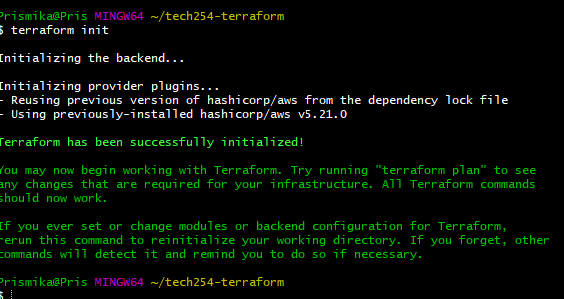 Prismika@Pris MINGW64 ~/tech254-terraform
$ terraform init
Initializing the backend...
Initializing provider plugins...
- Reusing previous version of hashicorp/aws from the dependency lock file
- Using previously-installed hashicorp/aws v5.21.0
Terraform has been successfully initialized!
You may now begin working with Terraform. Try running "terraform plan" to see
any changes that are required for your infrastructure. All Terraform commands
should now work.
If you ever set or change modules or backend configuration for Terraform,
rerun this command to reinitialize your working directory. If you forget, other
commands will detect it and remind you to do so if necessary.
Prismika@Pris MINGW64 ~/tech254-terraform
$